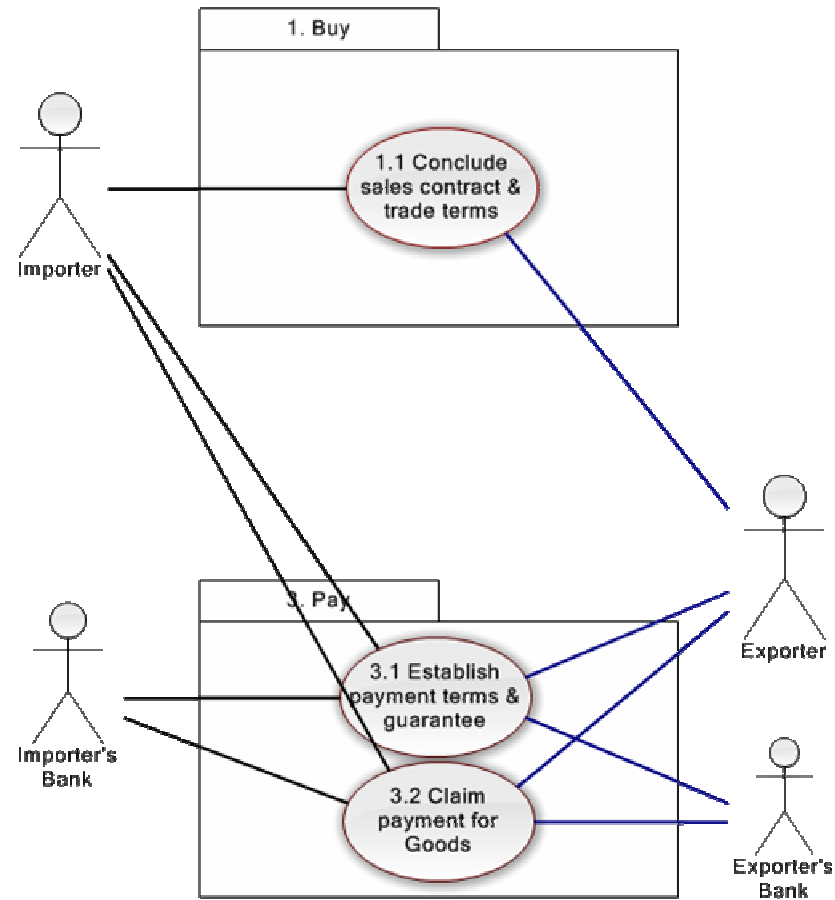 1. Buy
1.1 Conclude
sales contract &
trade terms
Importer
3. Pay
Exporter
3.1 Establish
payment terms &
guarantee
Importer's
Bank
3.2 Claim
payment for
Goods
Exporter's
Bank